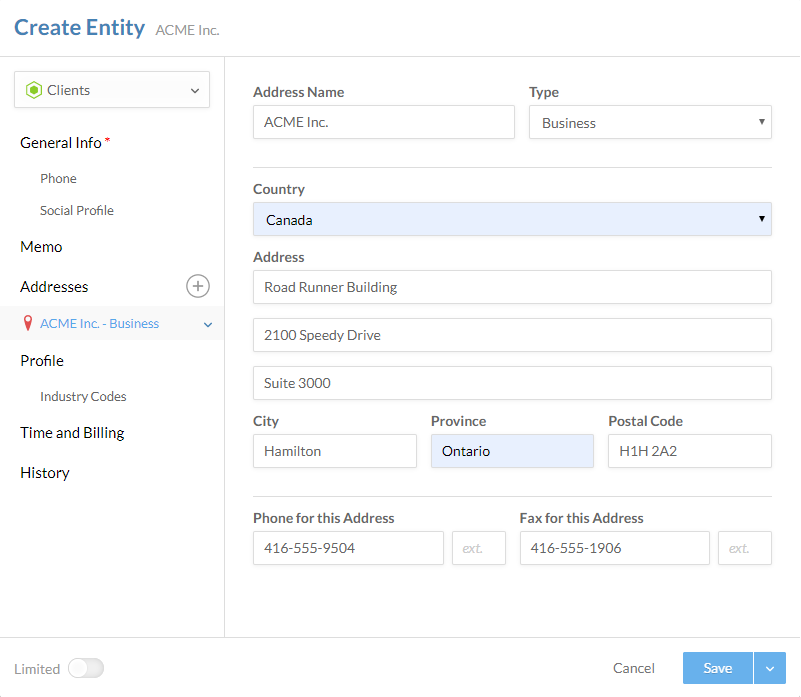 Create Entity ACME Inc.
Clients
General Info *
Phone
Social Profile
Memo
Addresses
ACME Inc. - Business
Profile
Industry Codes
Time and Billing
History
Address Name Type
ACME Inc. Business
Country
Canada
Address
Road Runner Building
2100 Speedy Drive
Suite 3000
City Province Postal Code
Hamilton Ontario H1H 2A2
Phone for this Address Fax for this Address
416-555-9504 ext. 416-555-1906 ext.
Limited Cancel Save